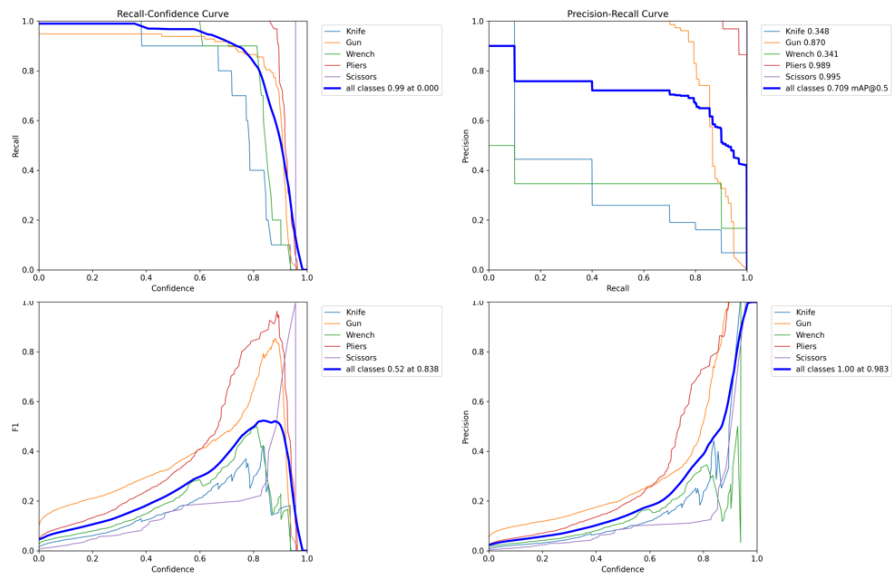 Recall-Confidence Curve
1.0
0.8
0.6
0.4
0.2
0.0
Recall
0.0 0.2 0.4 0.6 0.8 1.0
Confidence
Knife
Gun
Wrench
Pliers
Scissors
all classes 0.99 at 0.000
Precision-Recall Curve
1.0
0.8
0.6
0.4
0.2
0.0
Precision
0.0 0.2 0.4 0.6 0.8 1.0
Recall
Knife 0.348
Gun 0.870
Wrench 0.341
Pliers 0.989
Scissors 0.995
all classes 0.709 mAP@0.5
1.0
0.8
0.6
0.4
0.2
0.0
F1
0.0 0.2 0.4 0.6 0.8 1.0
Confidence
Knife
Gun
Wrench
Pliers
Scissors
all classes 0.52 at 0.838
1.0
0.8
0.6
0.4
0.2
0.0
Precision
0.0 0.2 0.4 0.6 0.8 1.0
Confidence
Knife
Gun
Wrench
Pliers
Scissors
all classes 1.00 at 0.983